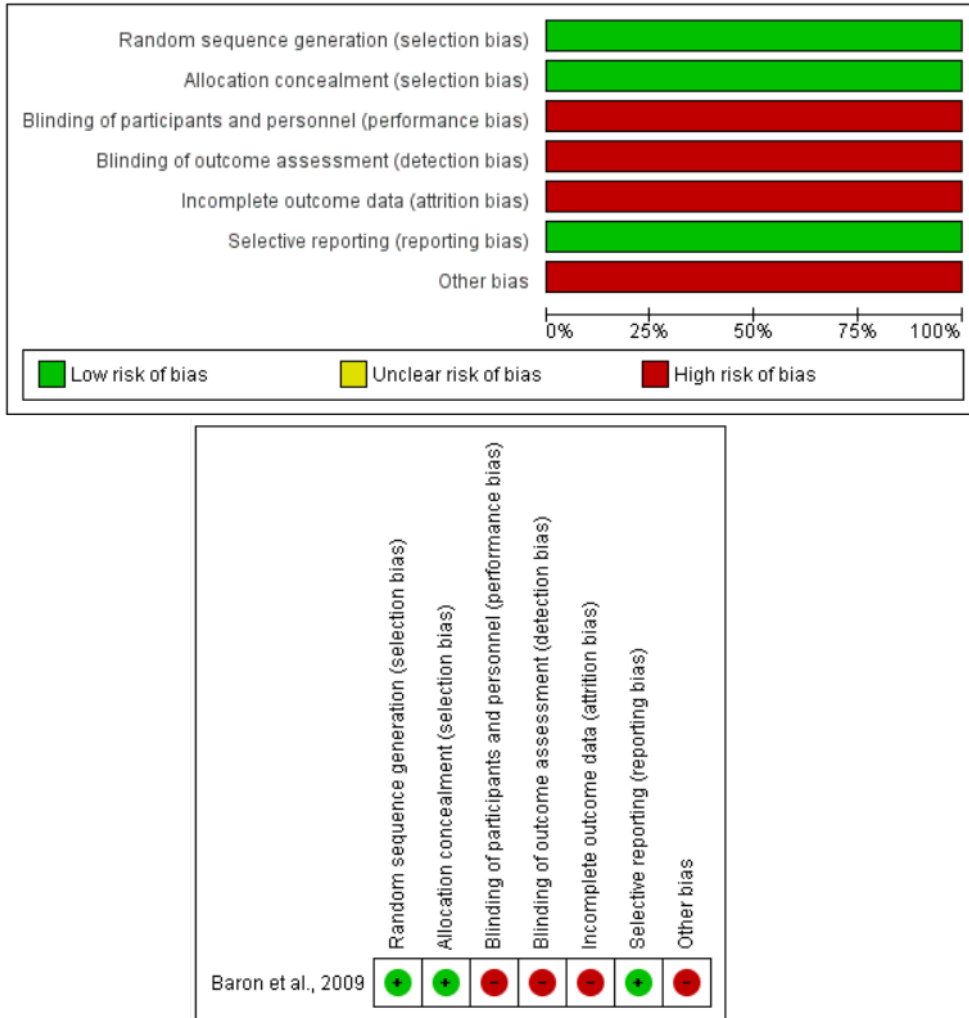 Random sequence generation (selection bias)
Allocation concealment (selection bias)
Blinding of participants and personnel (performance bias)
Blinding of outcome assessment (detection bias)
Incomplete outcome data (attrition bias)
Selective reporting (reporting bias)
Other bias
0% 25% 50% 75% 100%
Low risk of bias Unclear risk of bias High risk of bias
Random sequence generation (selection bias)
Allocation concealment (selection bias)
Blinding of participants and personnel (performance bias)
Blinding of outcome assessment (detection bias)
Incomplete outcome data (attrition bias)
Selective reporting (reporting bias)
Other bias
Baron et al., 2009 + + - - - + -